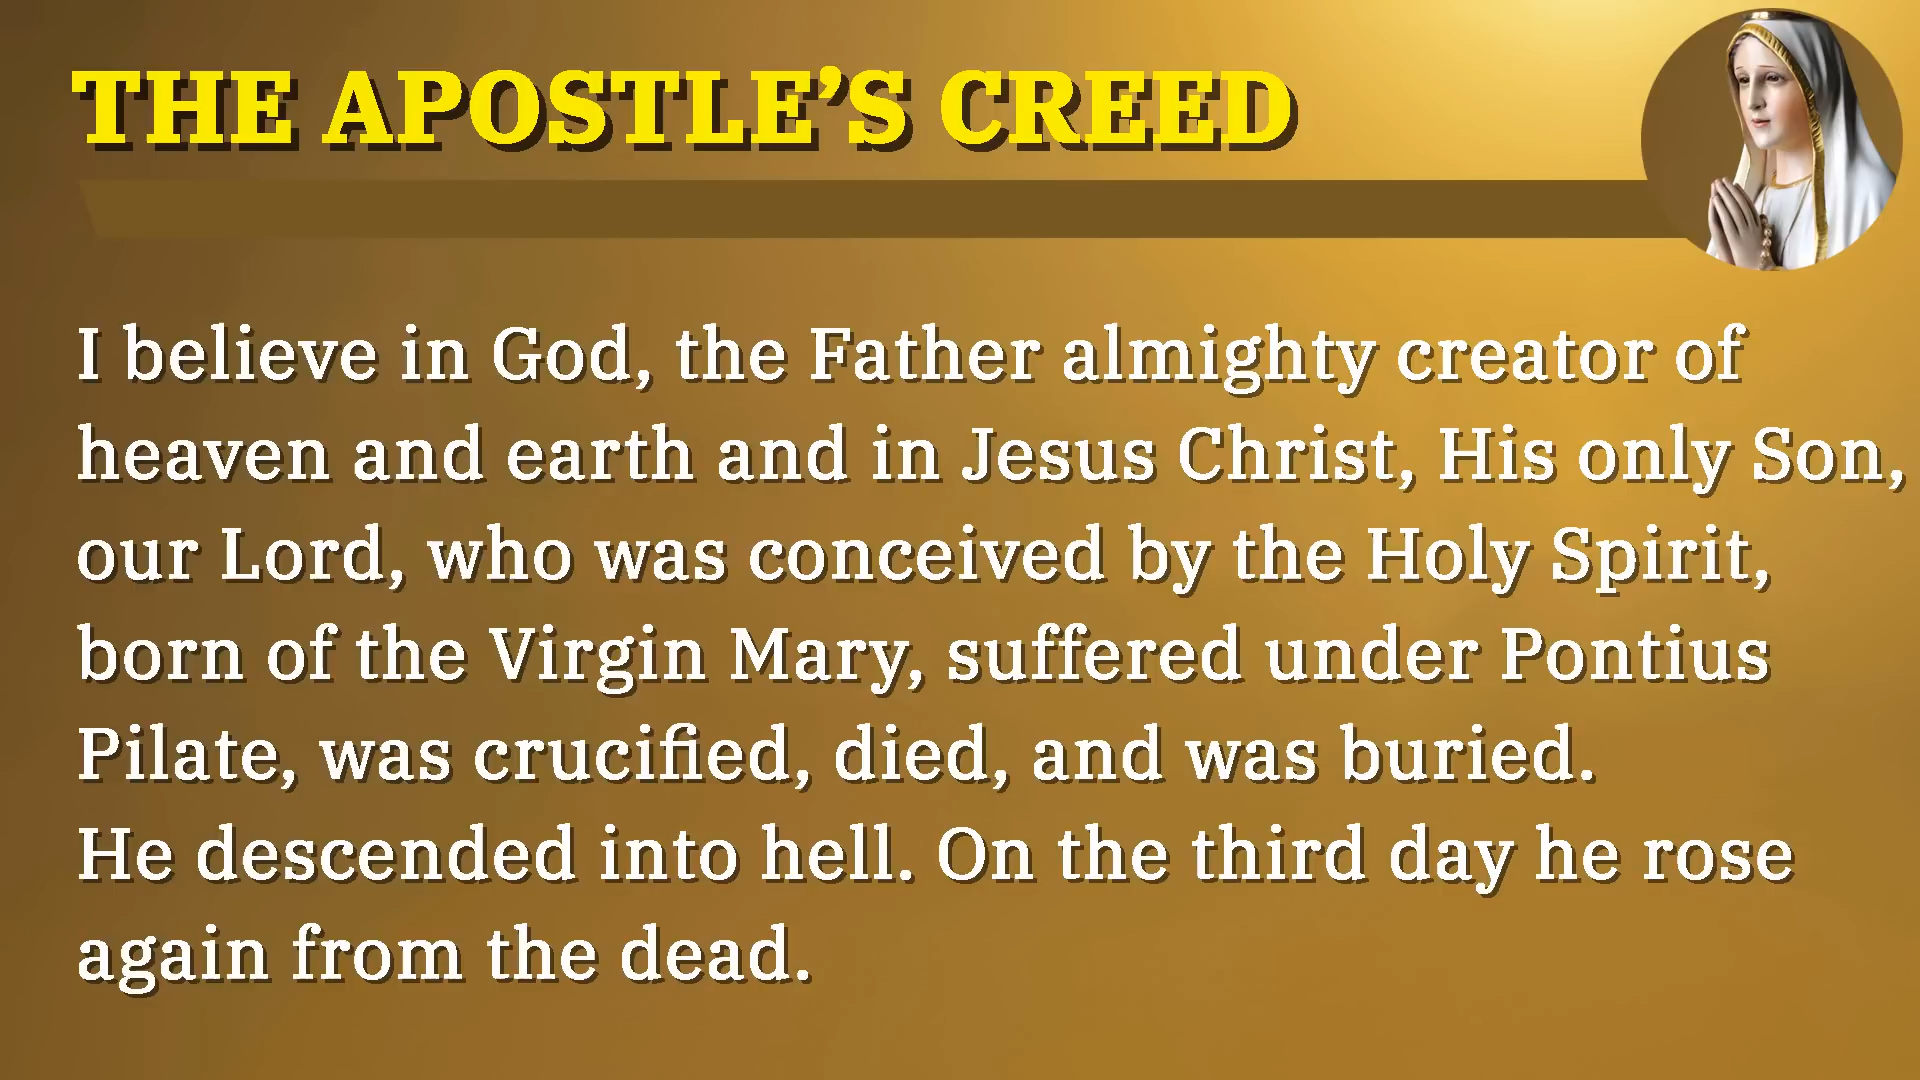 THE APOSTLE’S CREED
I believe in God, the Father almighty creator of
heaven and earth and in Jesus Christ, His only Son,
our Lord, who was conceived by the Holy Spirit,
born of the Virgin Mary, suffered under Pontius
Pilate, was crucified, died, and was buried.
He descended into hell. On the third day he rose
again from the dead.